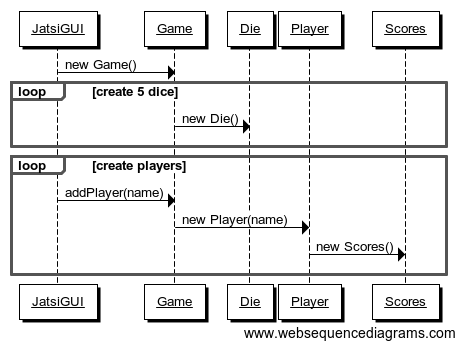 JatsiGUI Game Die Player Scores
new Game()
loop [create 5 dice]
new Die()
loop [create players]
addPlayer(name)
new Player(name)
new Scores()
JatsiGUI Game Die Player Scores
www.websequencediagrams.com